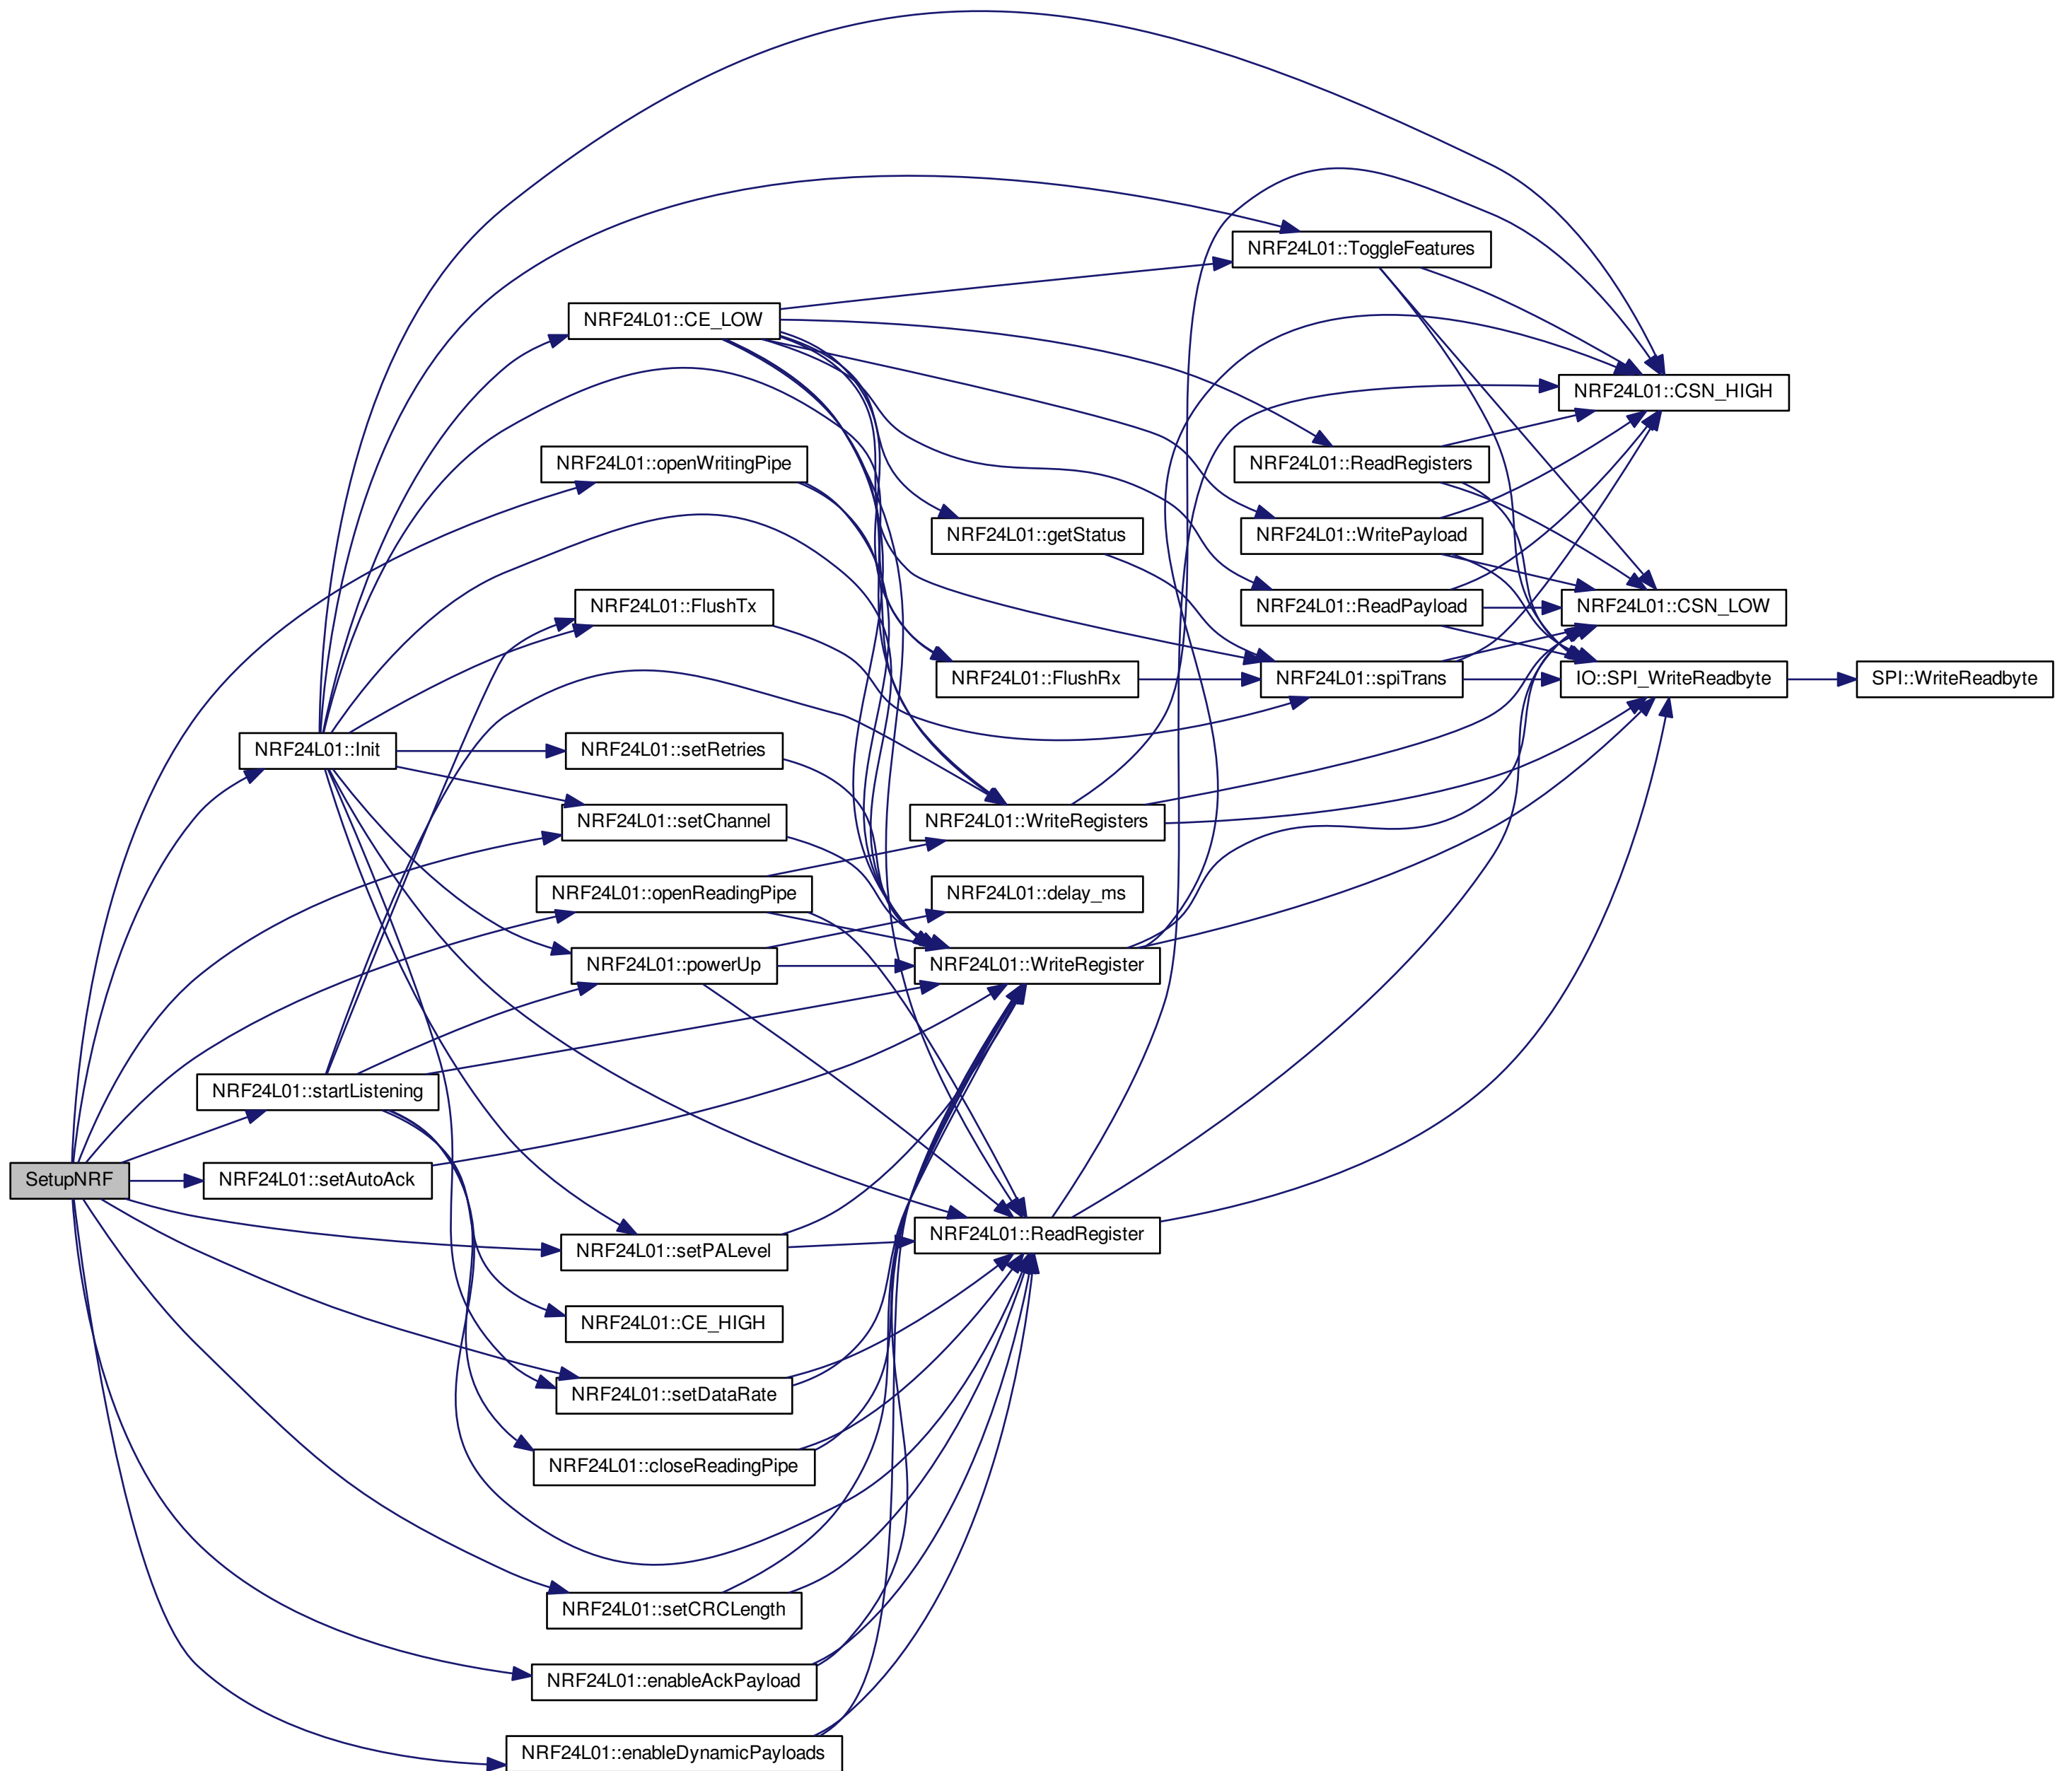 NRF24L01::ToggleFeatures
NRF24L01::CE_LOW
NRF24L01::CSN_HIGH
NRF24L01::openWritingPipe
NRF24L01::ReadRegisters
NRF24L01::getStatus
NRF24L01::WritePayload
NRF24L01::FlushTx
NRF24L01::ReadPayload
NRF24L01::CSN_LOW
NRF24L01::FlushRx
NRF24L01::spiTrans
IO::SPI_WriteReadbyte
SPI::WriteReadbyte
NRF24L01::Init
NRF24L01::setRetries
NRF24L01::setChannel
NRF24L01::WriteRegisters
NRF24L01::openReadingPipe
NRF24L01::delay_ms
NRF24L01::powerUp
NRF24L01::WriteRegister
NRF24L01::startListening
SetupNRF
NRF24L01::setAutoAck
NRF24L01::setPALevel
NRF24L01::ReadRegister
NRF24L01::CE_HIGH
NRF24L01::setDataRate
NRF24L01::closeReadingPipe
NRF24L01::setCRCLength
NRF24L01::enableAckPayload
NRF24L01::enableDynamicPayloads